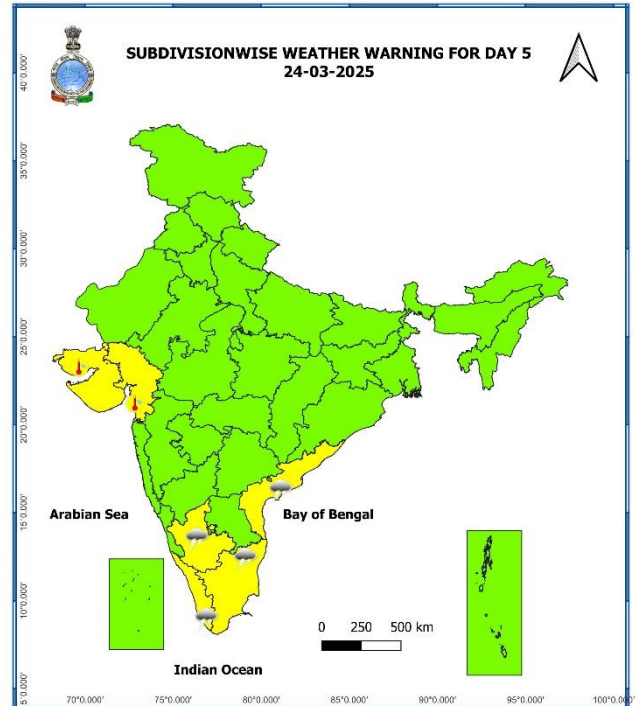 SUBDIVISIONWISE WEATHER WARNING FOR DAY 5
24-03-2025
40°0.000'
35°0.000'
30°0.000'
25°0.000'
20°0.000'
15°0.000'
10°0.000'
5°0.000'
Arabian Sea
Bay of Bengal
0 250 500 km
Indian Ocean
70°0.000' 75°0.000' 80°0.000' 85°0.000' 90°0.000' 95°0.000' 100°0.000'